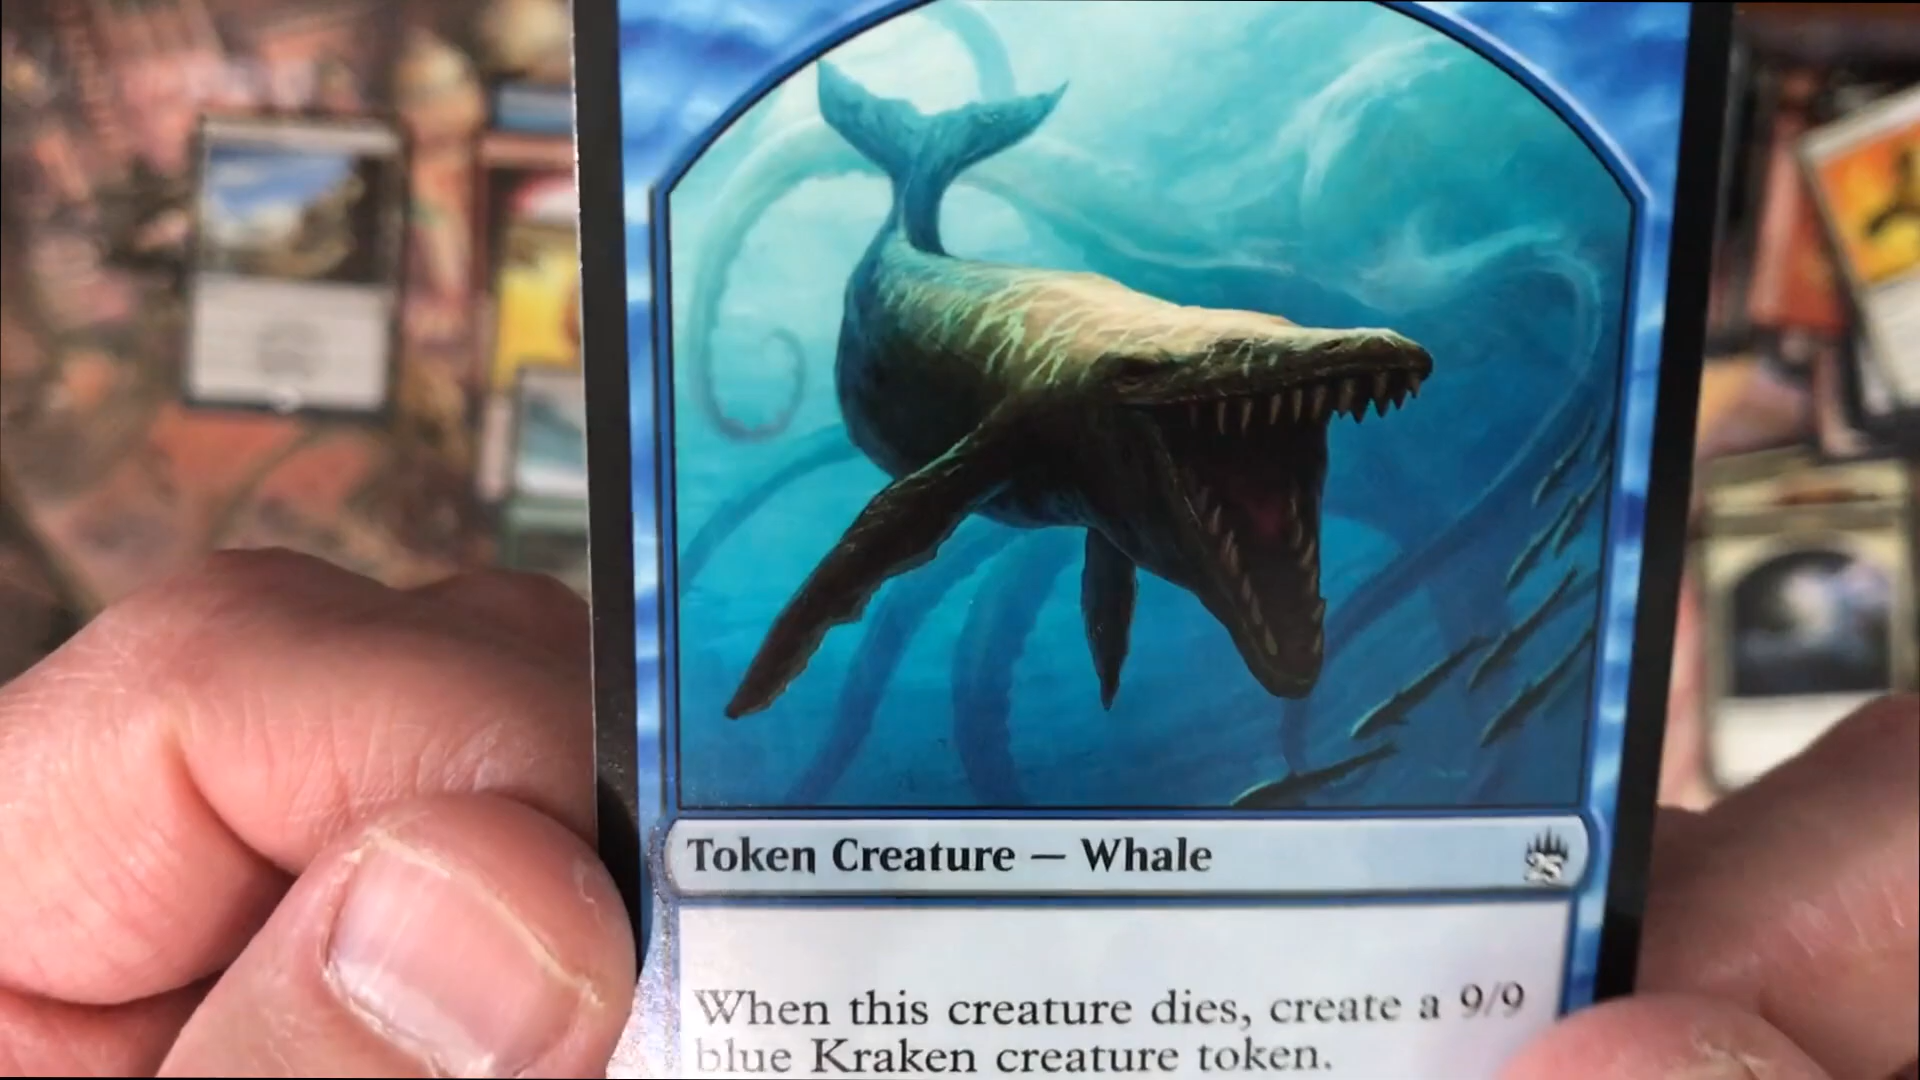 Token Creature — Whale
When this creature dies, create a 9/9
blue Kraken creature token.